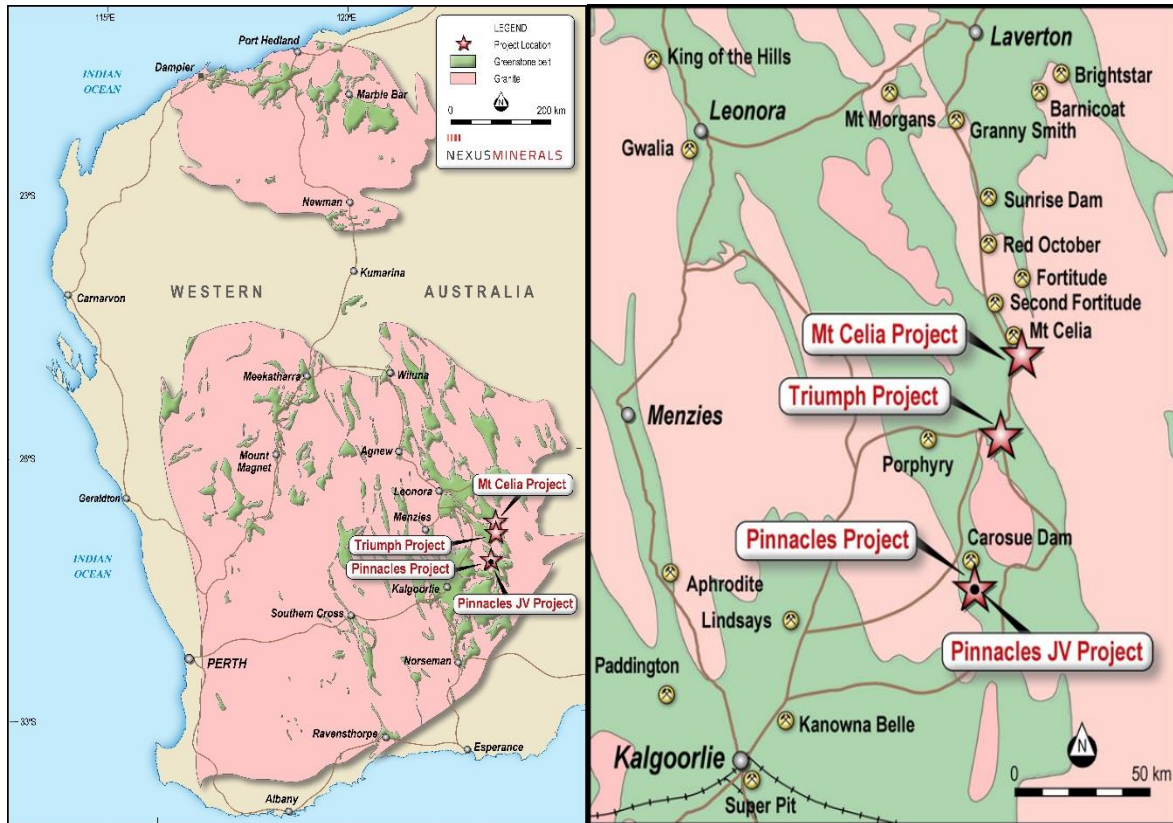 115ºE
120ºE
LEGEND
Project Location
Greenstone belt
Granite
0
200 km
N
NEXUSMINERALS
Port Hedland
Dampier
INDIAN
OCEAN
Marble Bar
23ºS
Newman
Kumarina
Carnarvon
WESTERN
AUSTRALIA
Meekatharra
Wiluna
Mount
Magnet
Agnew
26ºS
Geraldton
Leonora
Mt Celia Project
Menzies
Triumph Project
Pinnacles Project
Kalgoorlie
Pinnacles JV Project
INDIAN
OCEAN
Southern Cross
PERTH
Norseman
33ºS
Ravensthorpe
Esperance
Albany
King of the Hills
Laverton
Brightstar
Barnicoat
Leonora
Mt Morgans
Granny Smith
Gwalia
Sunrise Dam
Red October
Fortitude
Second Fortitude
Mt Celia Project
Mt Celia
Triumph Project
Menzies
Porphyry
Pinnacles Project
Carosue Dam
Aphrodite
Lindsays
Pinnacles JV Project
Paddington
Kanowna Belle
Kalgoorlie
Super Pit
N
0
50 km